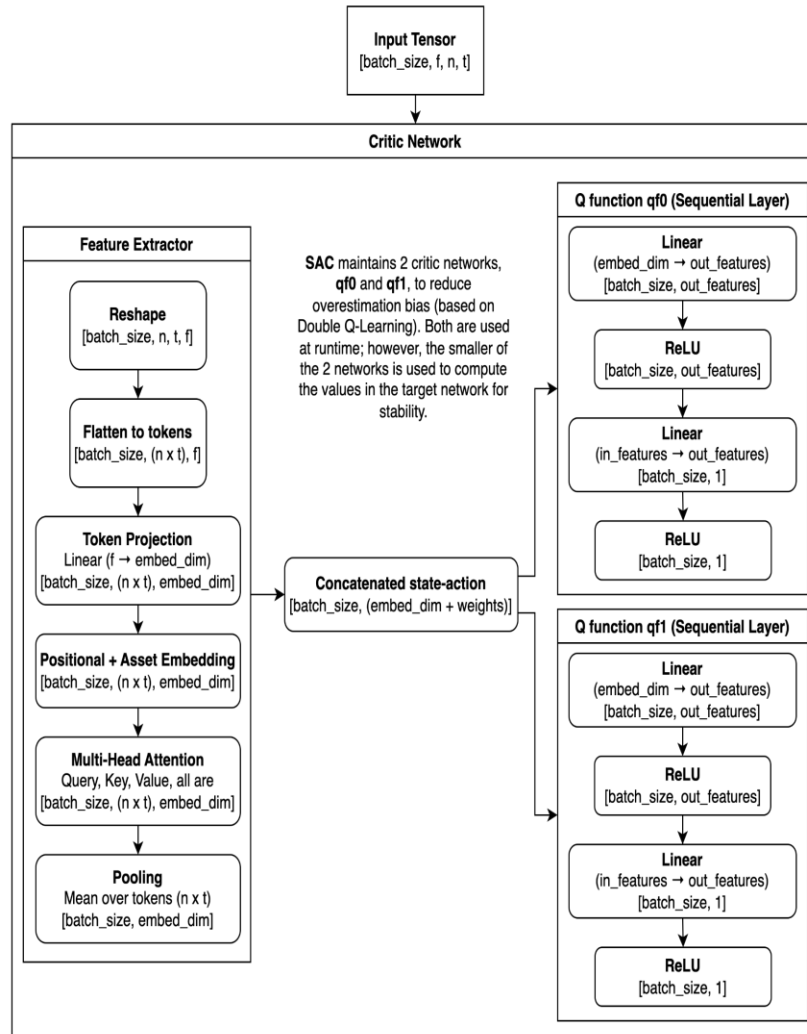 Input Tensor
[batch_size, f, n, t]
Critic Network
Feature Extractor
Reshape
[batch_size, n, t, f]
Flatten to tokens
[batch_size, (n x t), f]
Token Projection
Linear (f → embed_dim)
[batch_size, (n x t), embed_dim]
Positional + Asset Embedding
[batch_size, (n x t), embed_dim]
Multi-Head Attention
Query, Key, Value, all are
[batch_size, (n x t), embed_dim]
Pooling
Mean over tokens (n x t)
[batch_size, embed_dim]
SAC maintains 2 critic networks,
qf0 and qf1, to reduce
overestimation bias (based on
Double Q-Learning). Both are used
at runtime; however, the smaller of
the 2 networks is used to compute
the values in the target network for
stability.
Concatenated state-action
[batch_size, (embed_dim + weights)]
Q function qf0 (Sequential Layer)
Linear
(embed_dim → out_features)
[batch_size, out_features]
ReLU
[batch_size, out_features]
Linear
(in_features → out_features)
[batch_size, 1]
ReLU
[batch_size, 1]
Q function qf1 (Sequential Layer)
Linear
(embed_dim → out_features)
[batch_size, out_features]
ReLU
[batch_size, out_features]
Linear
(in_features → out_features)
[batch_size, 1]
ReLU
[batch_size, 1]